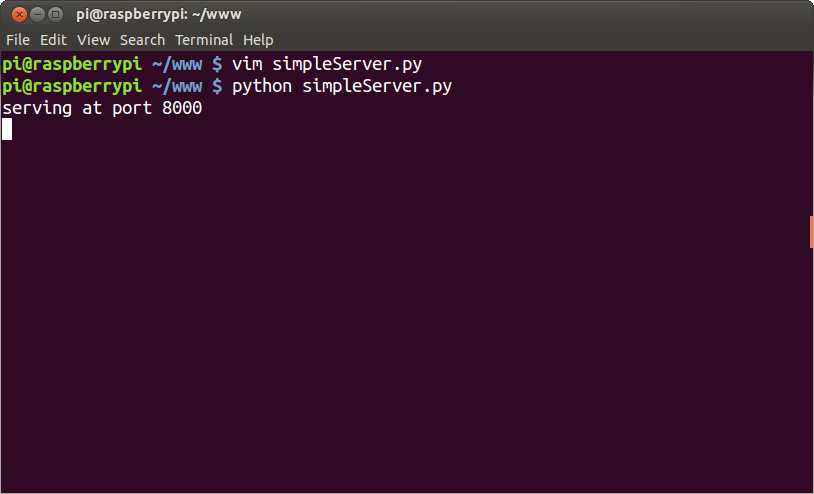 pi@raspberrypi: ~/www
File Edit View Search Terminal Help
pi@raspberrypi ~/www $ vim simpleServer.py
pi@raspberrypi ~/www $ python simpleServer.py
serving at port 8000